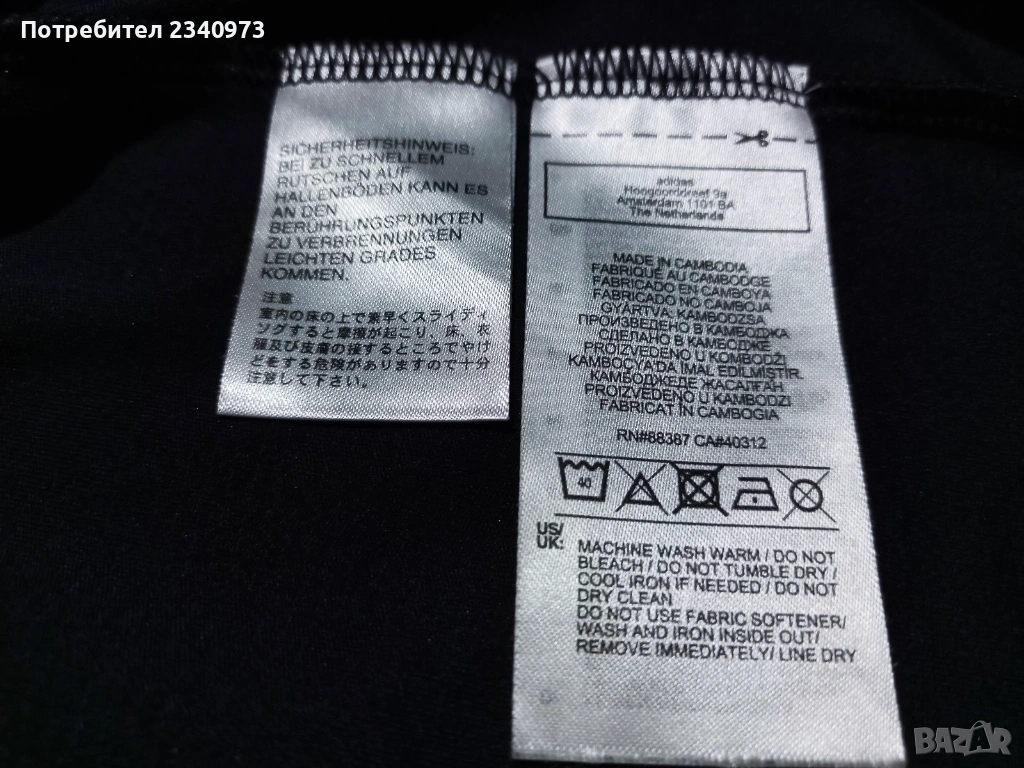 Потребител 2340973
SICHERHEITSHINWEIS:
BEI ZU SCHNELLEM
RUTSCHEN AUF
HALLENBÖDEN KANN ES
AN DEN
BERÜHRUNGSPUNKTEN
ZU VERBRENNUNGEN
LEICHTEN GRADES
KOMMEN.
注意
室内の床の上で素早くスライディ
ングすると摩擦が起こり、床、衣
服及び皮膚の接するところでやけ
どをする危険がありますので十分
注意して下さい。
adidas
Hoogoorddreef 9a
Amsterdam 1101 BA
The Netherlands
MADE IN CAMBODIA
FABRIQUÉ AU CAMBODGE
FABRICADO EN CAMBOYA
FABRICADO NO CAMBOJA
GYÁRTVA: KAMBODZSA
ПРОИЗВЕДЕНО В КАМБОДЖА
СДЕЛАНО В КАМБОДЖЕ
PROIZVEDENO U KOMBODŽI
KAMBOÇYA'DA IMAL EDILMIŞTIR.
КАМБОДЖЕДЕ ЖАСАЛҒАН
PROIZVEDENO U KAMBODZI
FABRICAT ÎN CAMBOGIA
RN#88387 CA#40312
40
US/
UK:
MACHINE WASH WARM / DO NOT
BLEACH / DO NOT TUMBLE DRY /
COOL IRON IF NEEDED / DO NOT
DRY CLEAN
DO NOT USE FABRIC SOFTENER/
WASH AND IRON INSIDE OUT/
REMOVE IMMEDIATELY/ LINE DRY
BAZAR